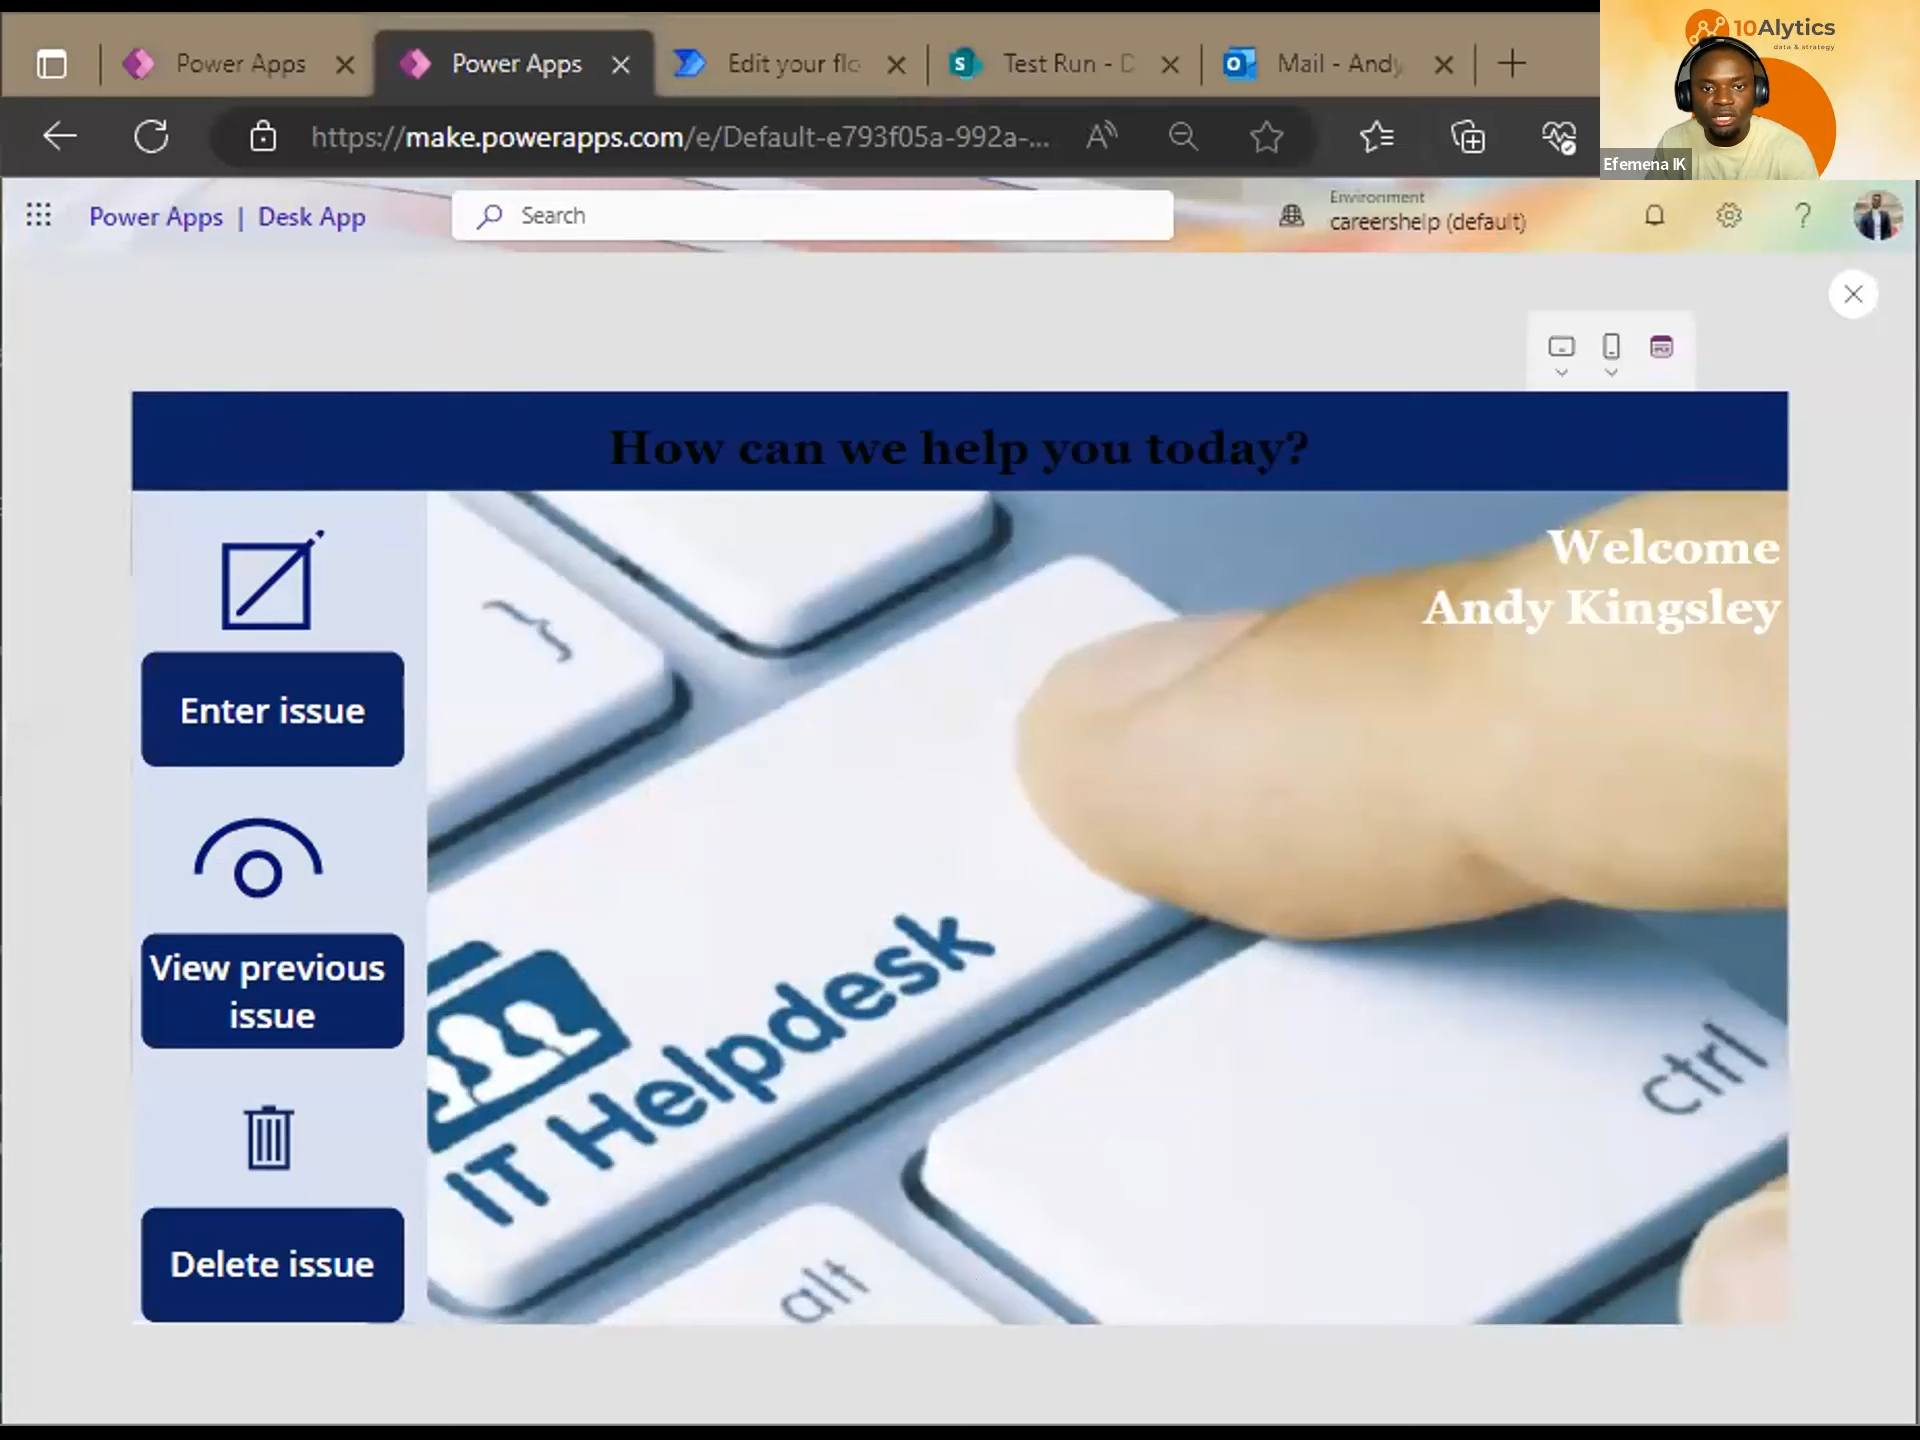 Power Apps
Power Apps
Edit your flo
Test Run - D
Mail - Andy
10Alytics
data & strategy
https://make.powerapps.com/e/Default-e793f05a-992a-...
Efemena IK
Power Apps | Desk App
Search
Environment
careershelp (default)
How can we help you today?
Welcome
Andy Kingsley
Enter issue
View previous
issue
Delete issue
IT Helpdesk
ctrl
alt